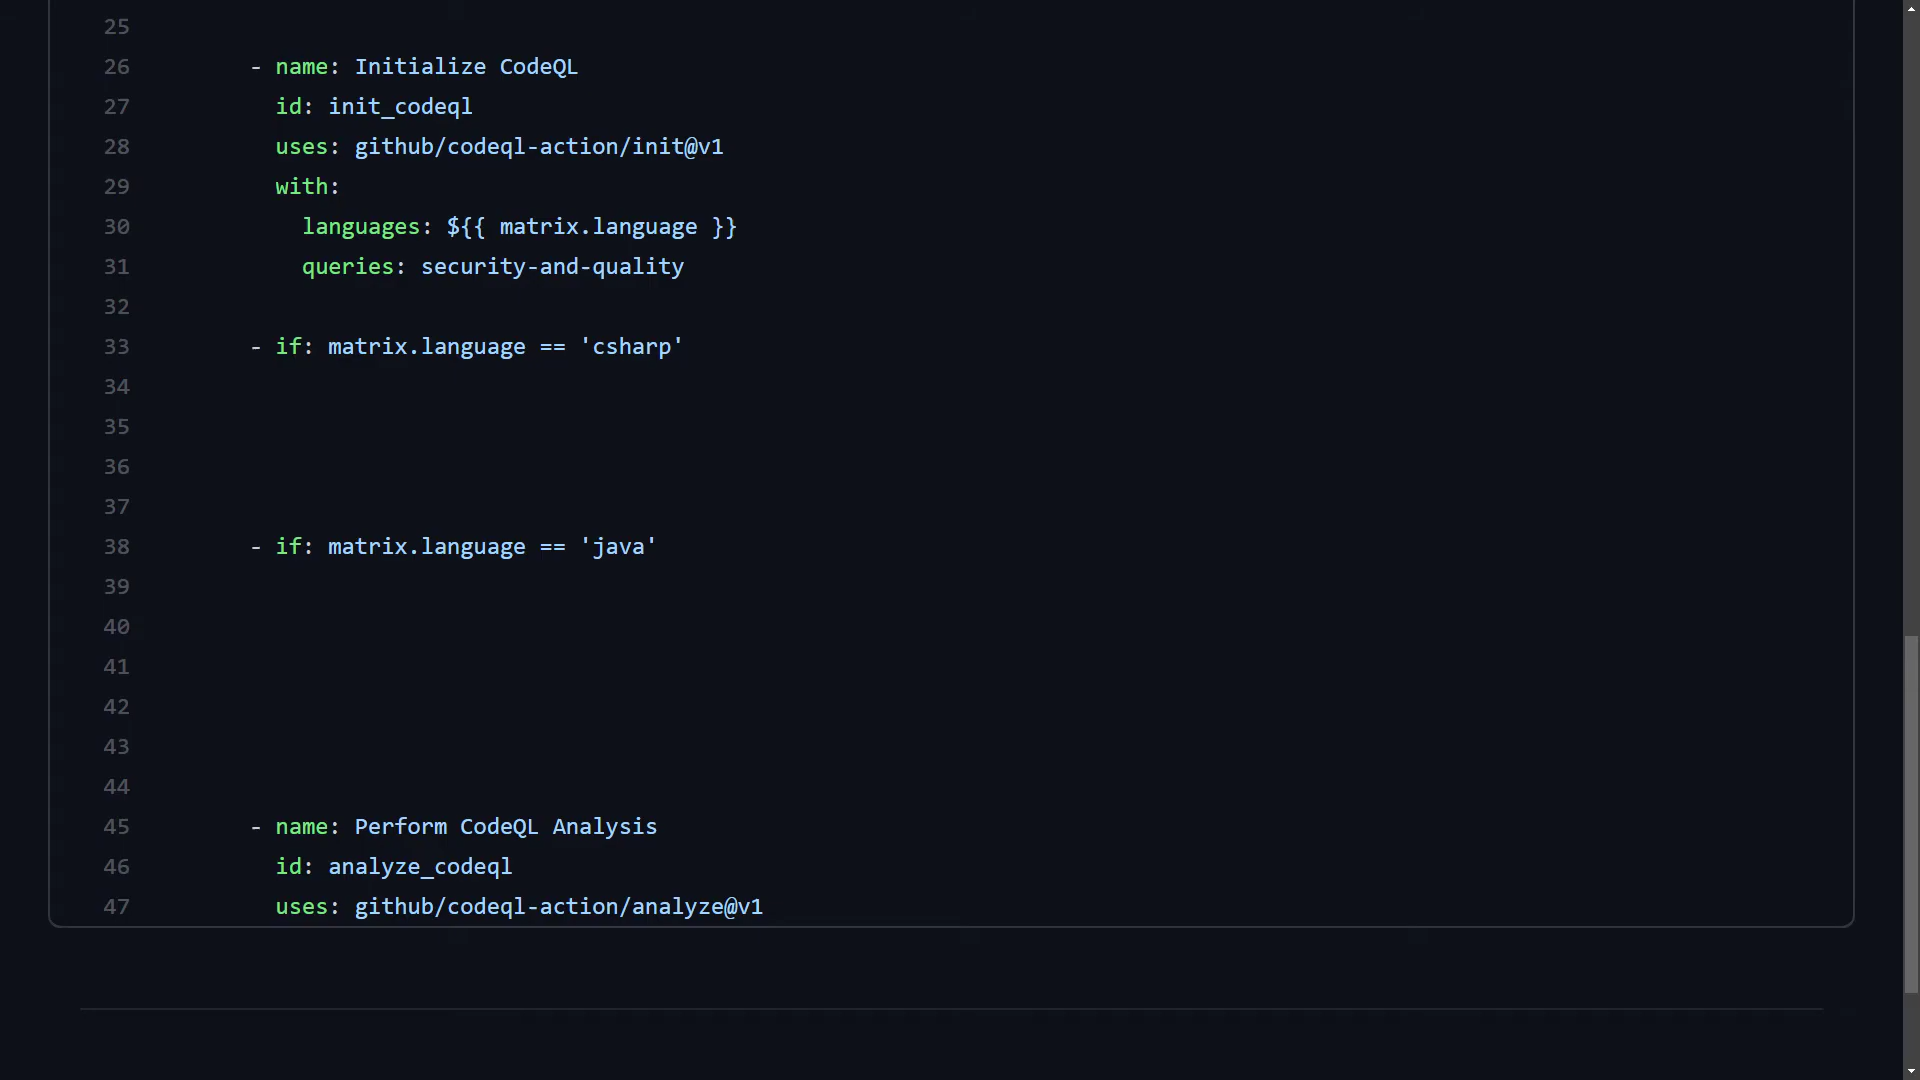 25
26 - name: Initialize CodeQL
27 id: init_codeql
28 uses: github/codeql-action/init@v1
29 with:
30 languages: ${{ matrix.language }}
31 queries: security-and-quality
32
33 - if: matrix.language == 'csharp'
34
35
36
37
38 - if: matrix.language == 'java'
39
40
41
42
43
44
45 - name: Perform CodeQL Analysis
46 id: analyze_codeql
47 uses: github/codeql-action/analyze@v1